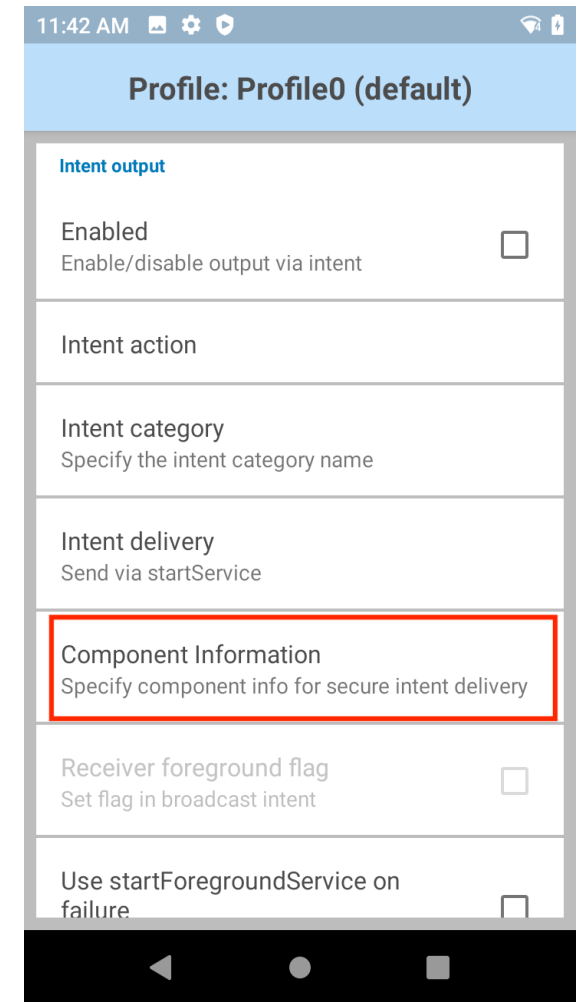 11:42 AM
Profile: Profile0 (default)
Intent output
Enabled
Enable/disable output via intent
Intent action
Intent category
Specify the intent category name
Intent delivery
Send via startService
Component Information
Specify component info for secure intent delivery
Receiver foreground flag
Set flag in broadcast intent
Use startForegroundService on
failure